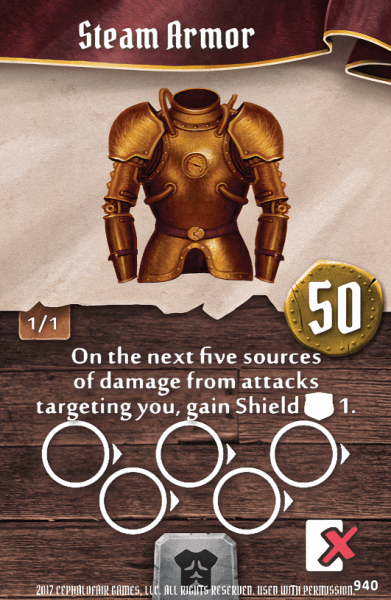 Steam Armor
50
1/1
On the next five sources
of damage from attacks
targeting you, gain Shield 1.
2017 CEPHALOFAIR GAMES, LLC. ALL RIGHTS RESERVED. USED WITH PERMISSION.
940